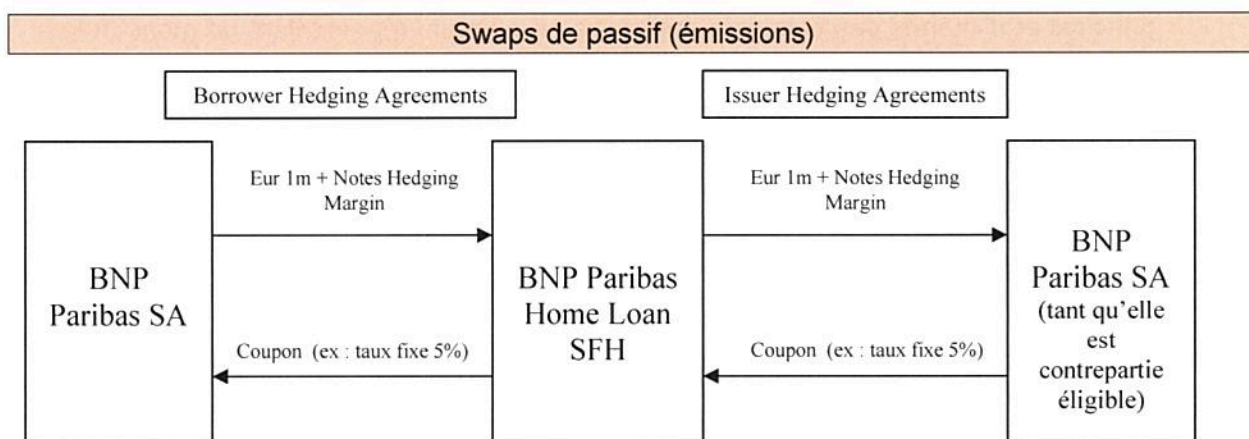 Swaps de passif (émissions)
Borrower Hedging Agreements
Issuer Hedging Agreements
BNP
Paribas SA
Eur 1m + Notes Hedging
Margin
Coupon (ex : taux fixe 5%)
BNP Paribas
Home Loan
SFH
Eur 1m + Notes Hedging
Margin
Coupon (ex : taux fixe 5%)
BNP
Paribas SA
(tant qu'elle
est
contrepartie
éligible)